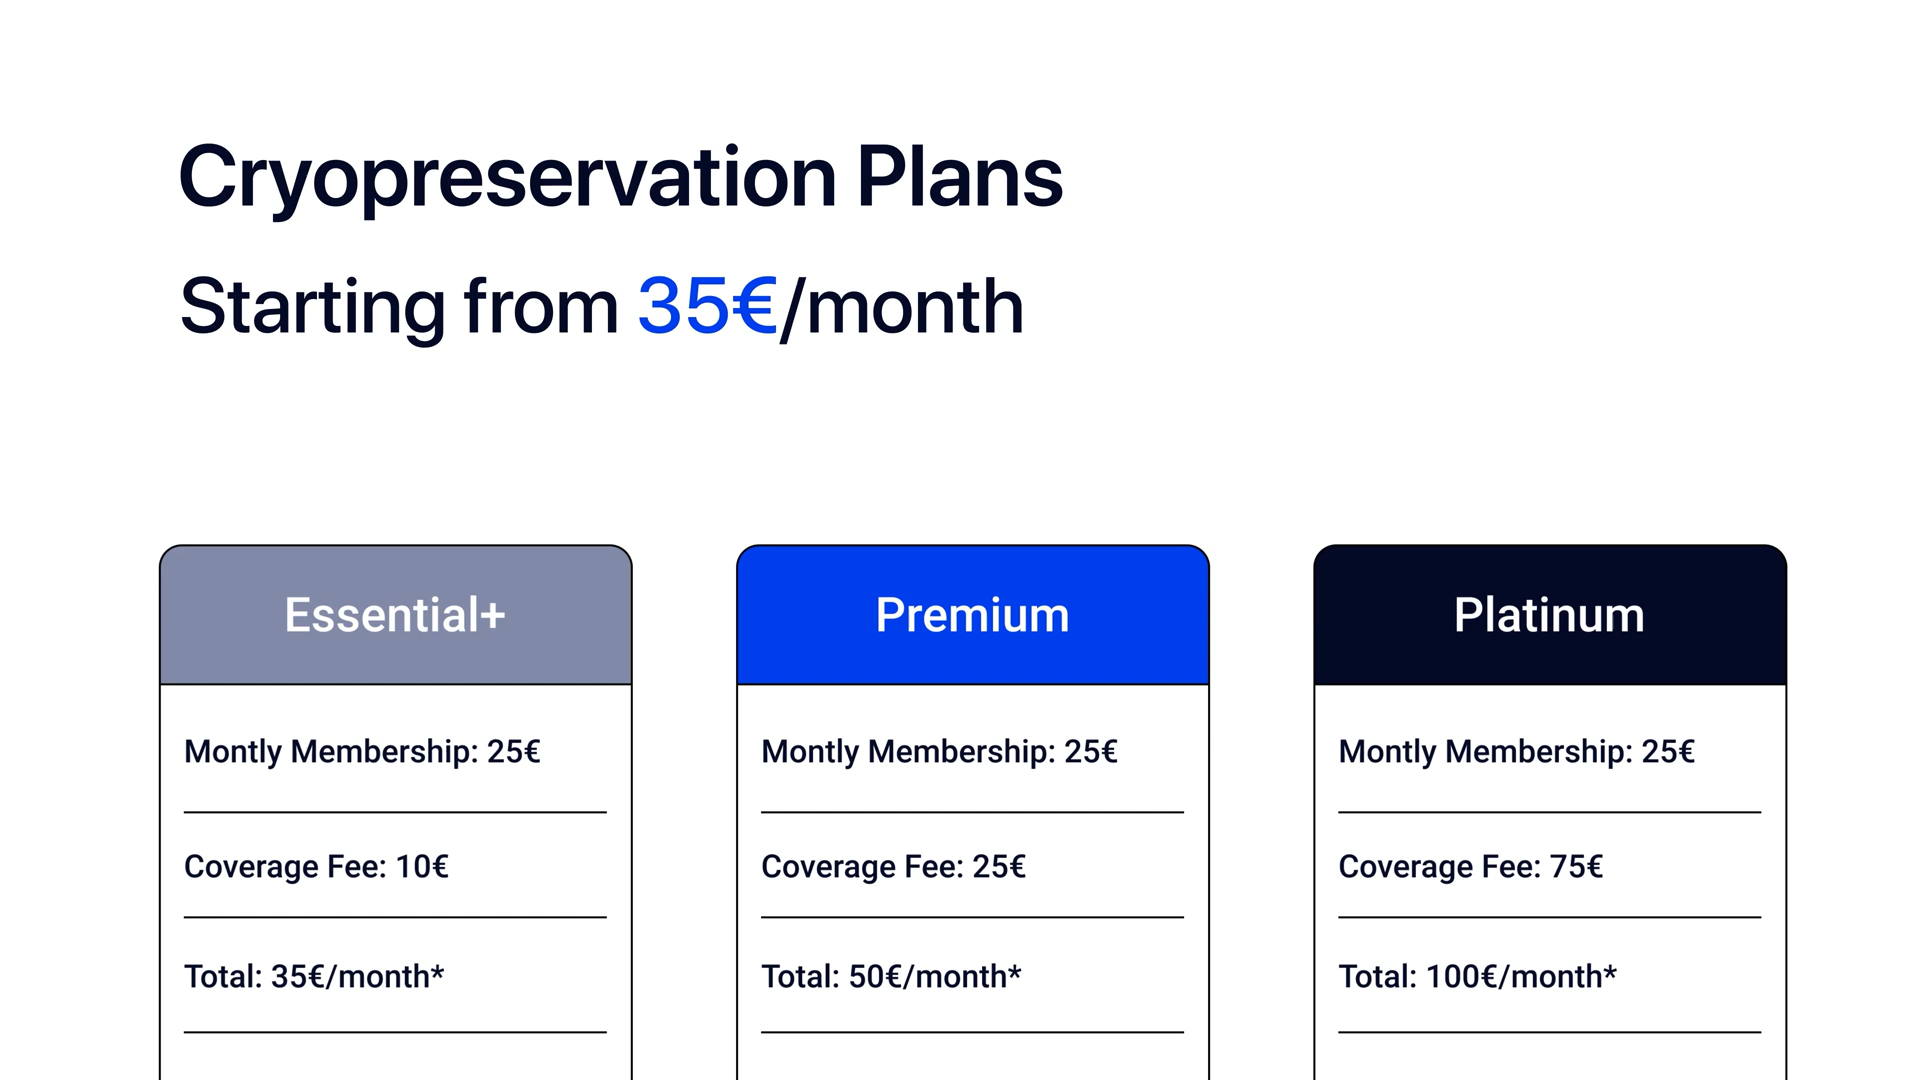 Cryopreservation Plans
Starting from 35€/month
Essential+
Montly Membership: 25€
Coverage Fee: 10€
Total: 35€/month*
Premium
Montly Membership: 25€
Coverage Fee: 25€
Total: 50€/month*
Platinum
Montly Membership: 25€
Coverage Fee: 75€
Total: 100€/month*